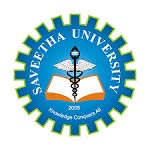 SAVEETHA UNIVERSITY
2005
Knowledge Conquers All